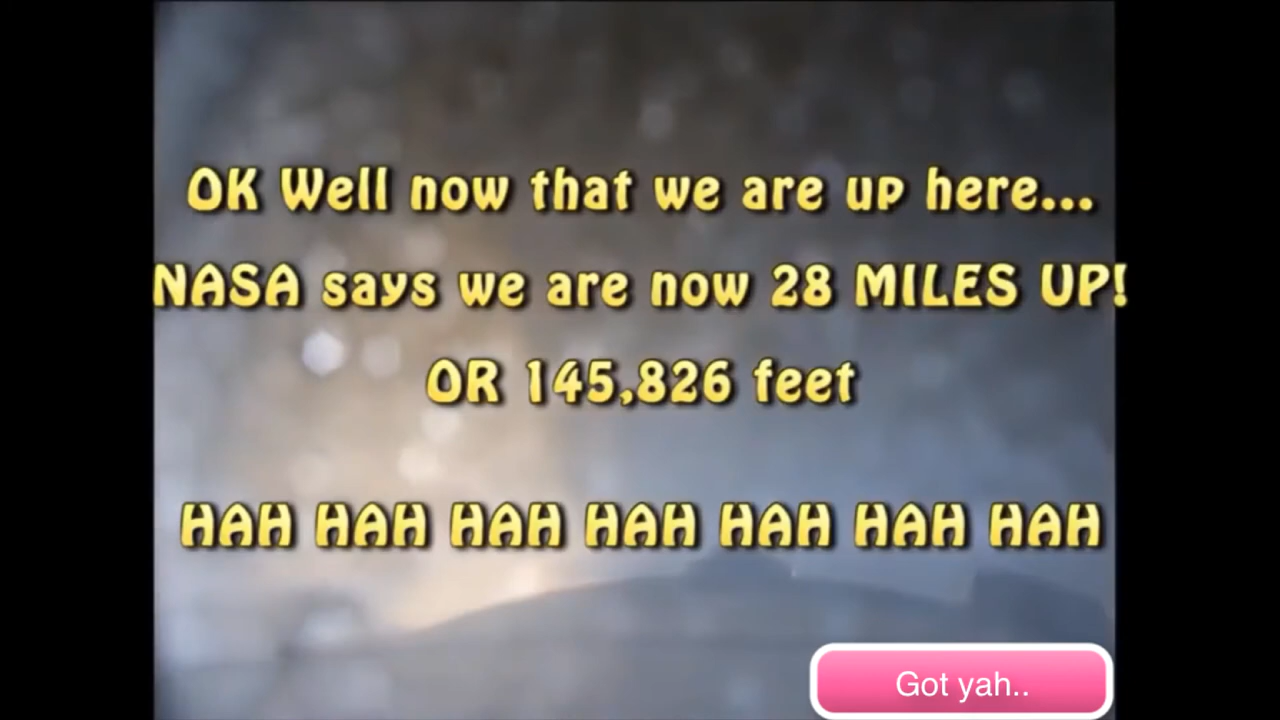 OK Well now that we are up here...
NASA says we are now 28 MILES UP!
OR 145,826 feet
HAH HAH HAH HAH HAH HAH HAH
Got yah..